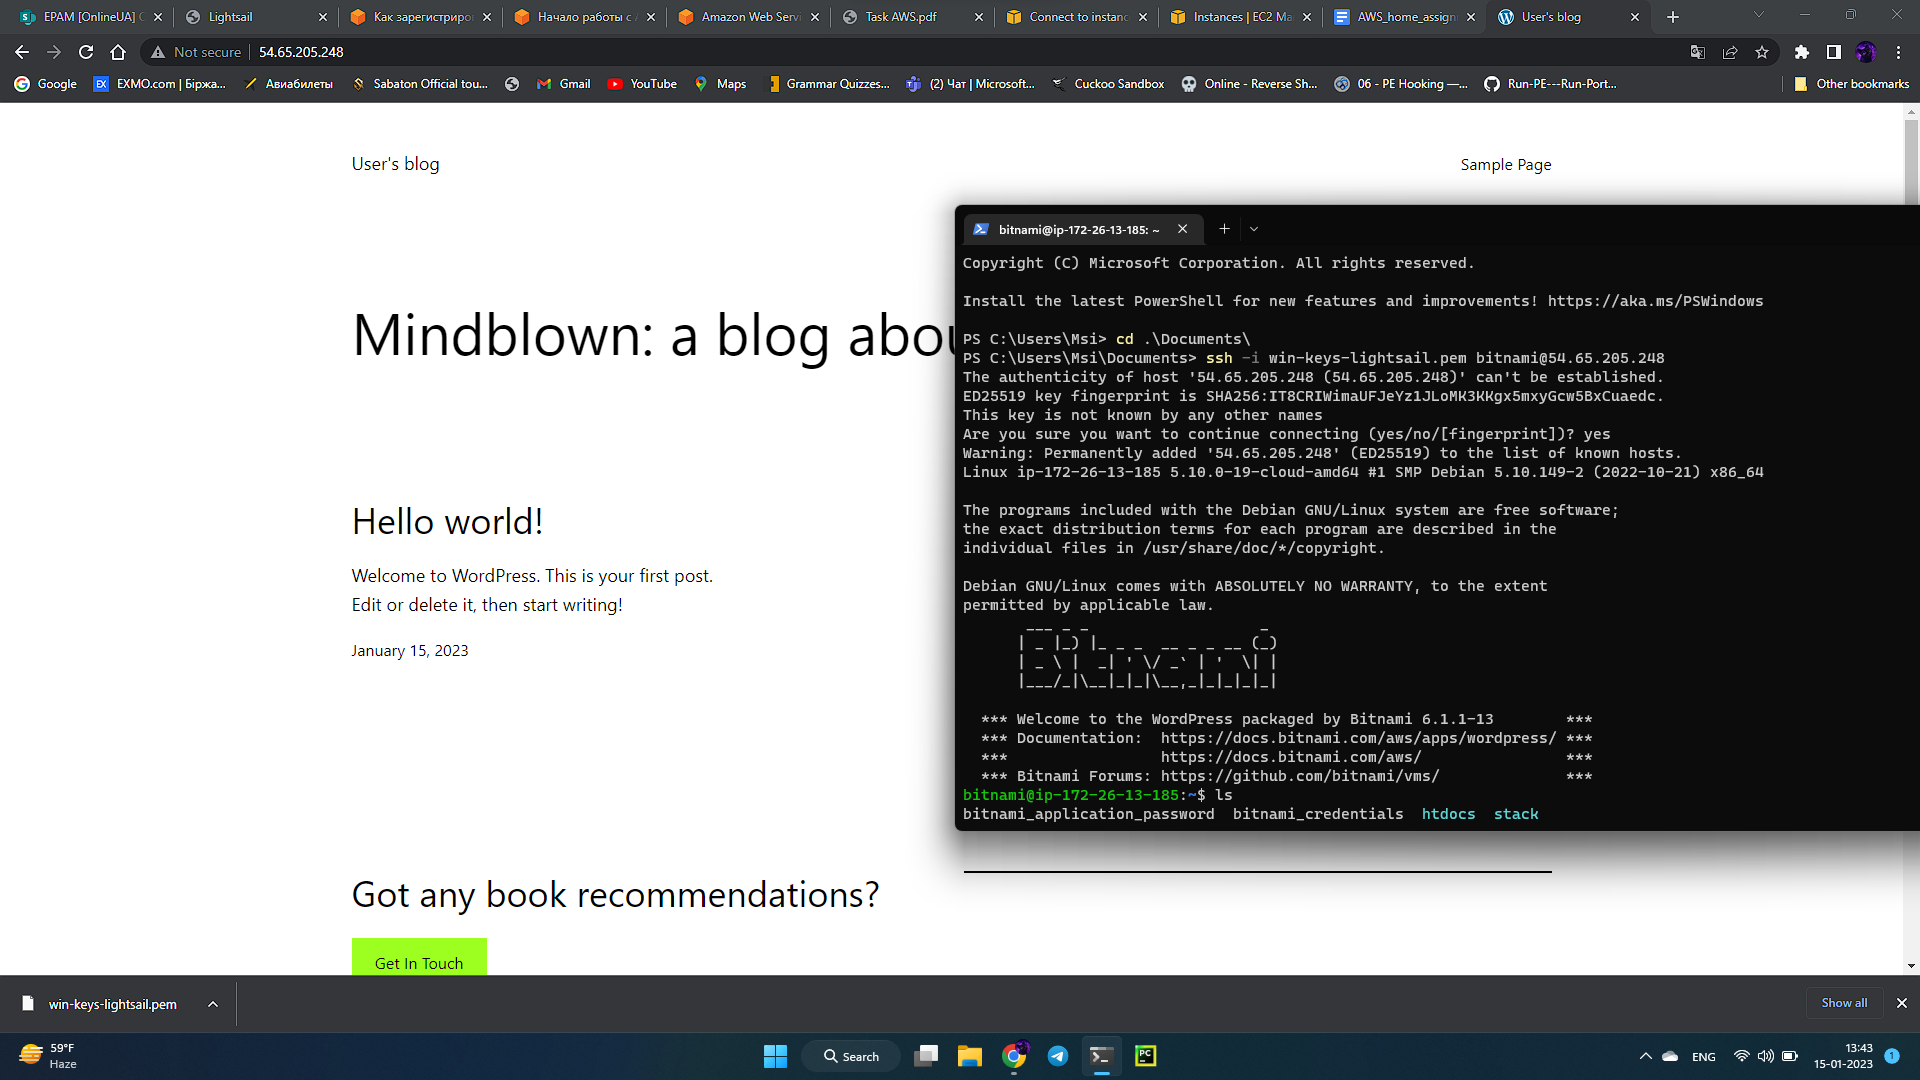 EPAM [OnlineUA] C
Lightsail
Как зарегистриро
Начало работы с A
Amazon Web Servi
Task AWS.pdf
Connect to instanc
Instances | EC2 Ma
AWS_home_assign
User's blog
Not secure
54.65.205.248
Google
EXMO.com | Біржа...
Авиабилеты
Sabaton Official tou...
Gmail
YouTube
Maps
Grammar Quizzes...
(2) Чат | Microsoft...
Cuckoo Sandbox
Online - Reverse Sh...
06 - PE Hooking —...
Run-PE---Run-Port...
Other bookmarks
User's blog
Sample Page
Mindblown: a blog abou
Hello world!
Welcome to WordPress. This is your first post.
Edit or delete it, then start writing!
January 15, 2023
Got any book recommendations?
Get In Touch
bitnami@ip-172-26-13-185: ~
Copyright (C) Microsoft Corporation. All rights reserved.
Install the latest PowerShell for new features and improvements! https://aka.ms/PSWindows
PS C:\Users\Msi> cd .\Documents\
PS C:\Users\Msi\Documents> ssh -i win-keys-lightsail.pem bitnami@54.65.205.248
The authenticity of host '54.65.205.248 (54.65.205.248)' can't be established.
ED25519 key fingerprint is SHA256:IT8CRIWimaUFJeYz1JLoMK3KKgx5mxyGcw5BxCuaedc.
This key is not known by any other names
Are you sure you want to continue connecting (yes/no/[fingerprint])? yes
Warning: Permanently added '54.65.205.248' (ED25519) to the list of known hosts.
Linux ip-172-26-13-185 5.10.0-19-cloud-amd64 #1 SMP Debian 5.10.149-2 (2022-10-21) x86_64
The programs included with the Debian GNU/Linux system are free software;
the exact distribution terms for each program are described in the
individual files in /usr/share/doc/*/copyright.
Debian GNU/Linux comes with ABSOLUTELY NO WARRANTY, to the extent
permitted by applicable law.
Bitnami
*** Welcome to the WordPress packaged by Bitnami 6.1.1-13 ***
*** Documentation: https://docs.bitnami.com/aws/apps/wordpress/ ***
*** https://docs.bitnami.com/aws/ ***
*** Bitnami Forums: https://github.com/bitnami/vms/ ***
bitnami@ip-172-26-13-185:~$ ls
bitnami_application_password bitnami_credentials htdocs stack
win-keys-lightsail.pem
Show all
59°F
Haze
Search
ENG
13:43
15-01-2023
1